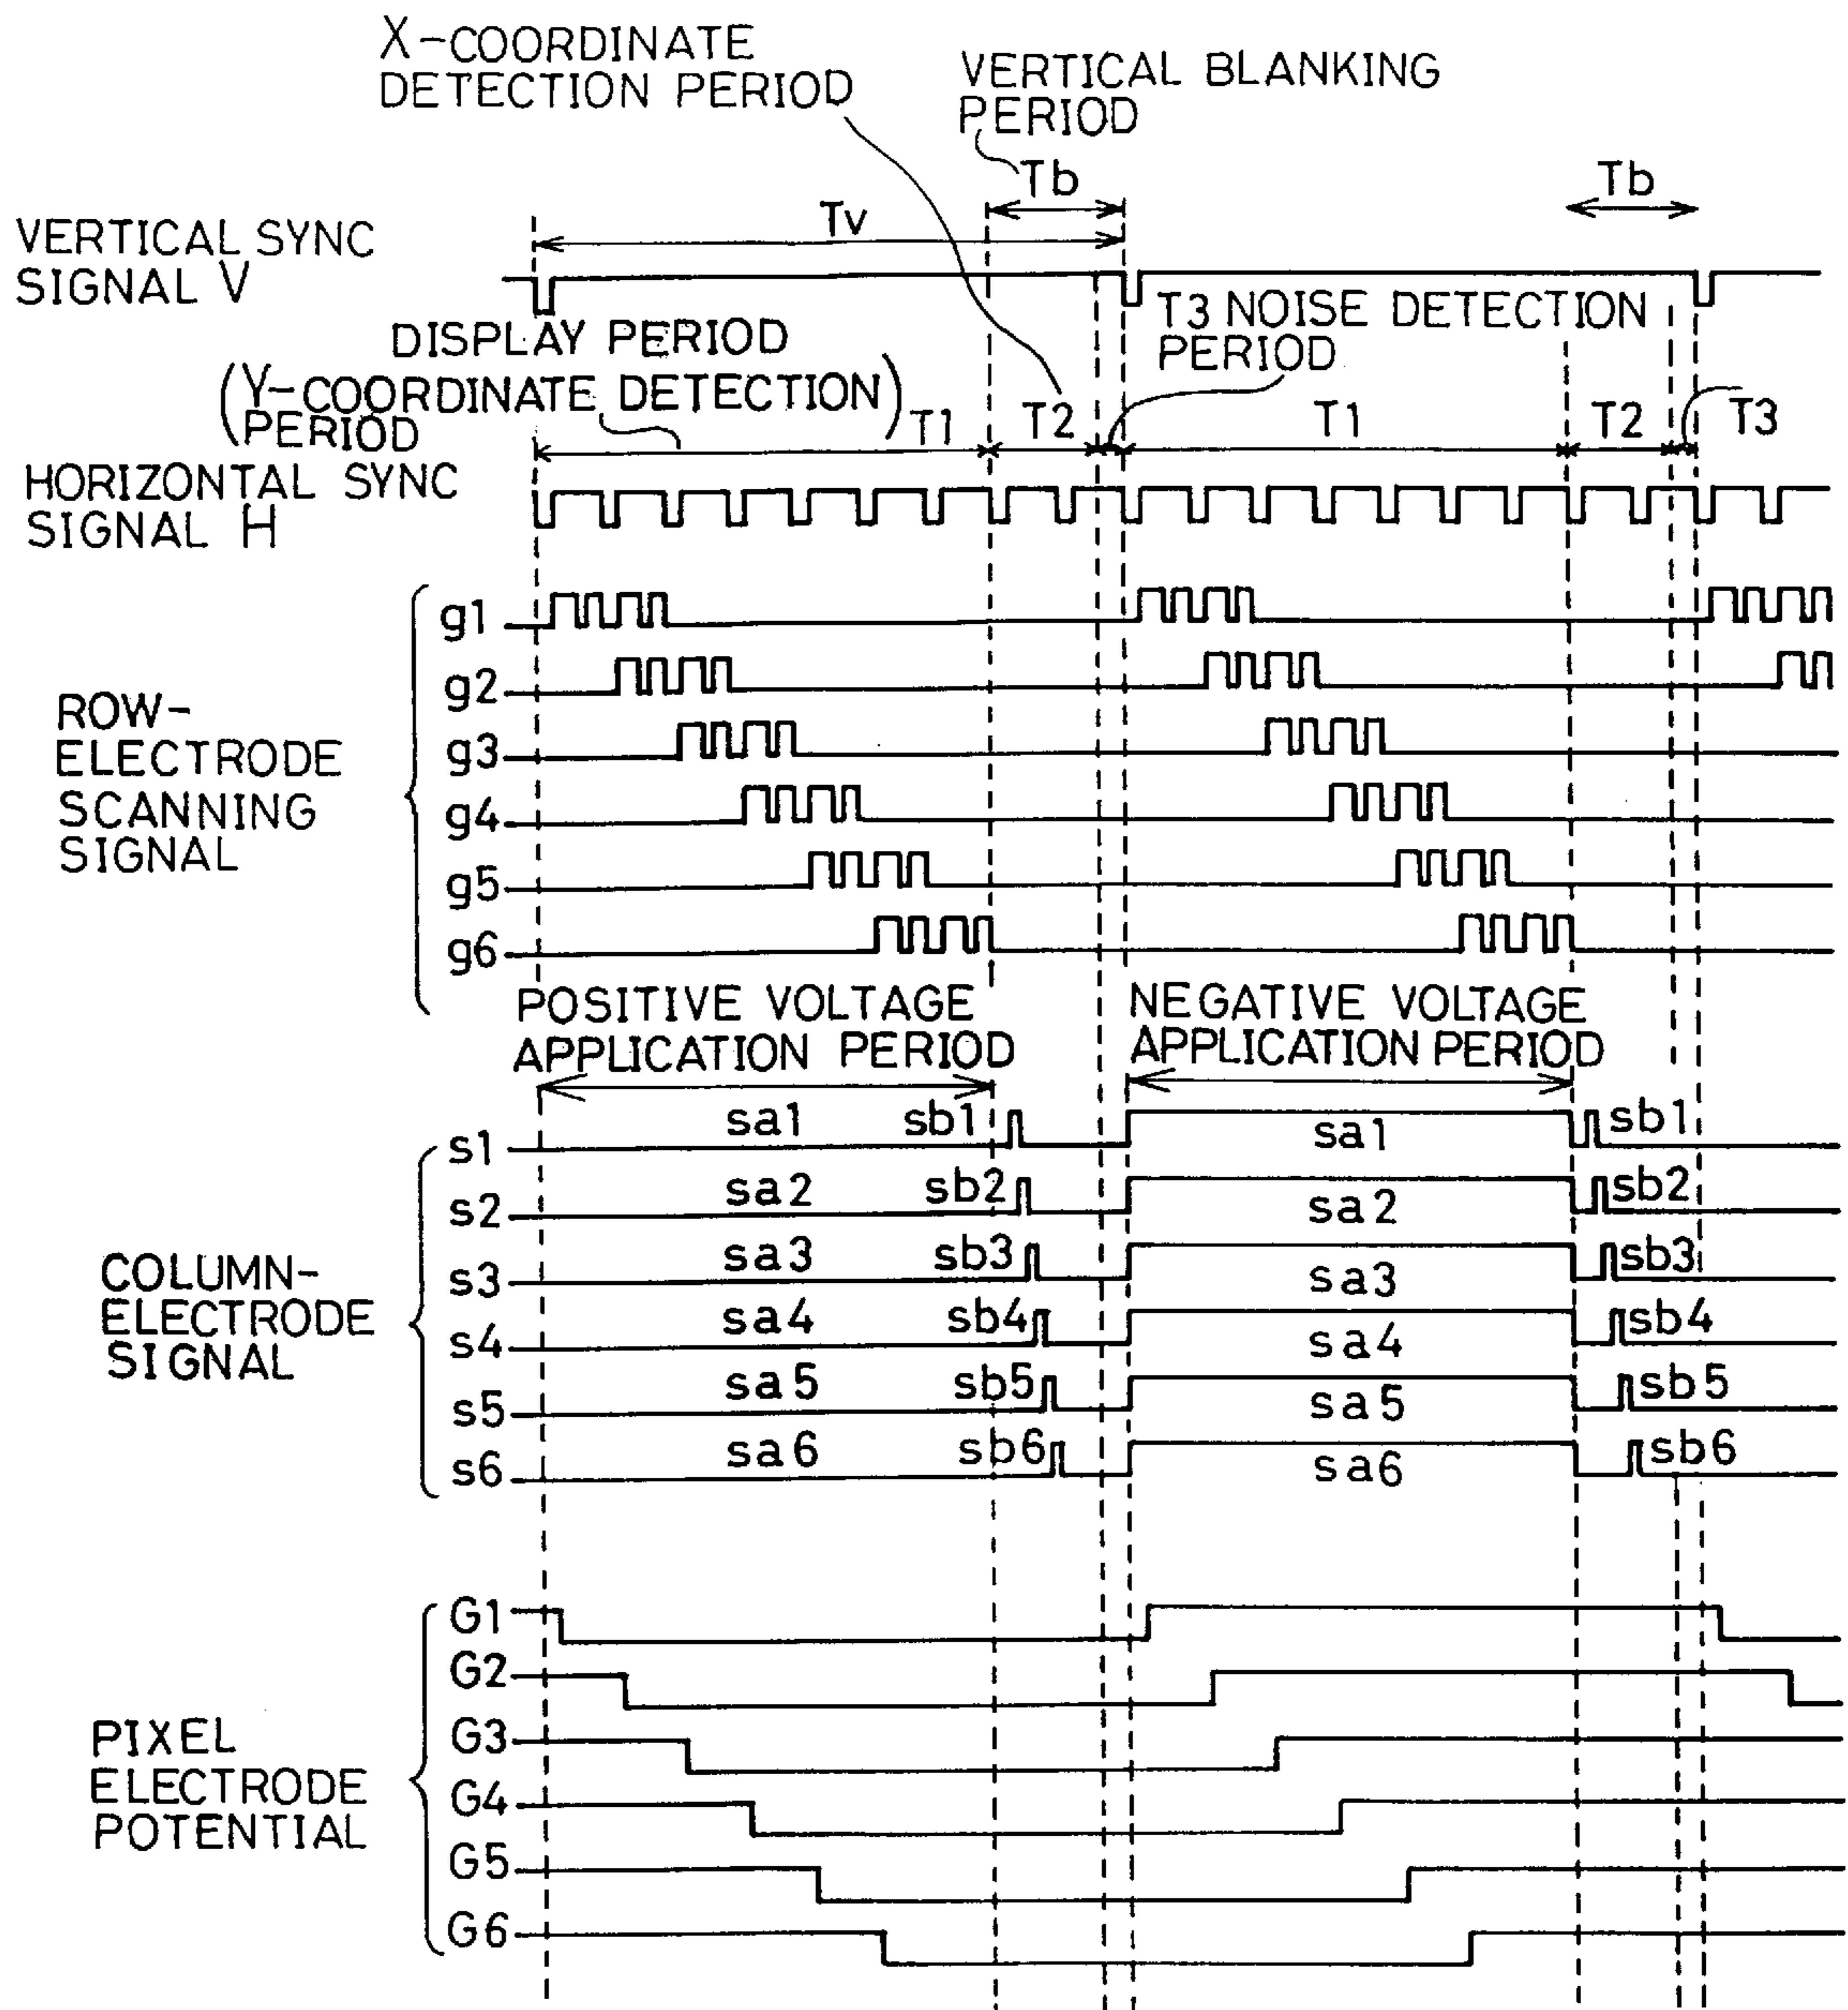 X-COORDINATE
DETECTION PERIOD
VERTICAL BLANKING
PERIOD
Tb
Tb
Tv
VERTICAL SYNC
SIGNAL V
T3 NOISE DETECTION
PERIOD
DISPLAY PERIOD
(Y-COORDINATE DETECTION)
PERIOD
T1
T2
T1
T2
T3
HORIZONTAL SYNC
SIGNAL H
g1
g2
g3
g4
g5
g6
ROW-
ELECTRODE
SCANNING
SIGNAL
POSITIVE VOLTAGE
APPLICATION PERIOD
NEGATIVE VOLTAGE
APPLICATION PERIOD
s1 sa1 sb1 sa1 sb1
s2 sa2 sb2 sa2 sb2
s3 sa3 sb3 sa3 sb3
s4 sa4 sb4 sa4 sb4
s5 sa5 sb5 sa5 sb5
s6 sa6 sb6 sa6 sb6
COLUMN-
ELECTRODE
SIGNAL
G1
G2
G3
G4
G5
G6
PIXEL
ELECTRODE
POTENTIAL